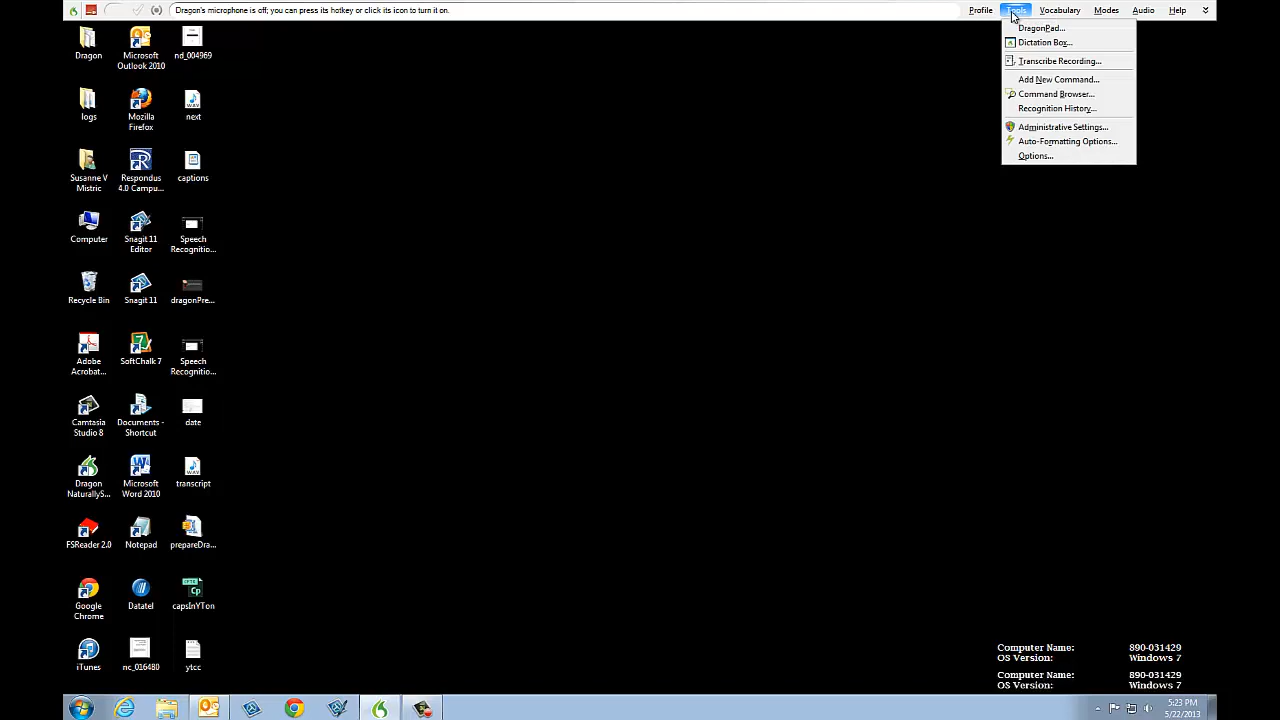 Dragon's microphone is off; you can press its hotkey or click its icon to turn it on.
Profile Tools Vocabulary Modes Audio Help
DragonPad...
Dictation Box...
Transcribe Recording...
Add New Command...
Command Browser...
Recognition History...
Administrative Settings...
Auto-Formatting Options...
Options...
Dragon
Microsoft
Outlook 2010
nd_004969
logs
Mozilla
Firefox
next
Susanne V
Mistric
Respondus
4.0 Campu...
captions
Computer
Snagit 11
Editor
Speech
Recognitio...
Recycle Bin
Snagit 11
dragonPre...
Adobe
Acrobat...
SoftChalk 7
Speech
Recognitio...
Camtasia
Studio 8
Documents -
Shortcut
date
Dragon
NaturallyS...
Microsoft
Word 2010
transcript
FSReader 2.0
Notepad
prepareDra...
Google
Chrome
Datatel
capsInYTon
iTunes
nc_016480
ytcc
Computer Name: 890-031429
OS Version: Windows 7
Computer Name: 890-031429
OS Version: Windows 7
5:23 PM
5/22/2013